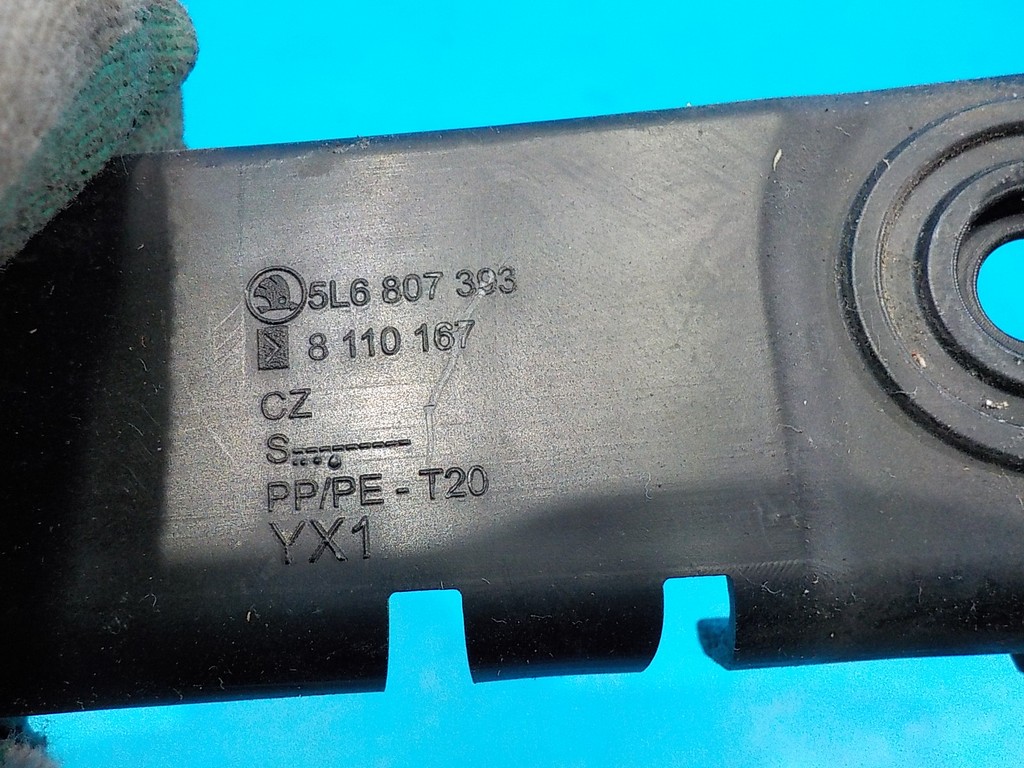 5L6 807 393
8 110 167
CZ
S---------
PP/PE - T20
YX1